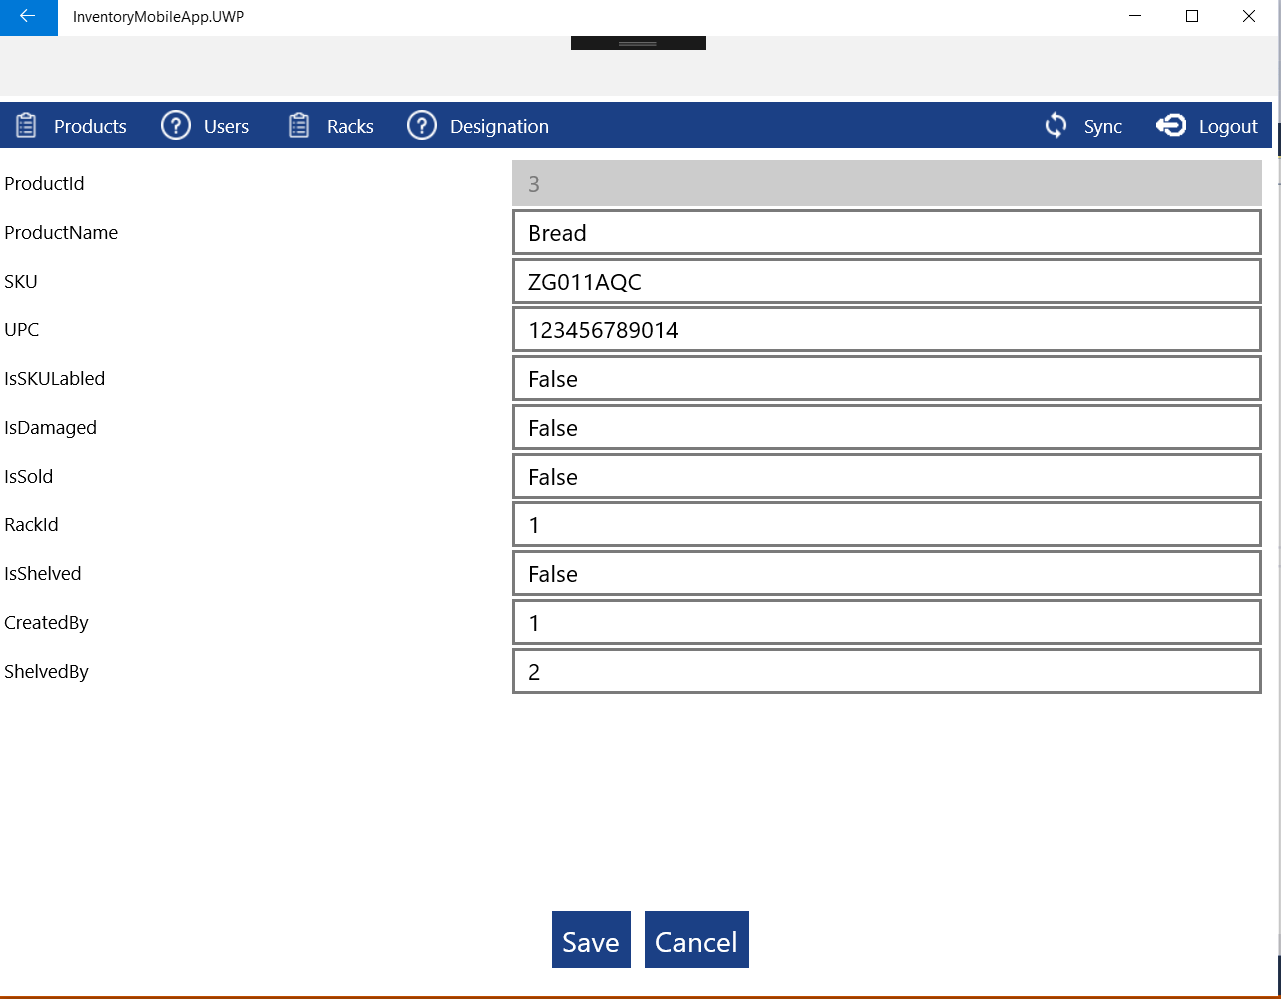 InventoryMobileApp.UWP
Products Users Racks Designation Sync Logout
ProductId 3
ProductName Bread
SKU ZG011AQC
UPC 123456789014
IsSKULabled False
IsDamaged False
IsSold False
RackId 1
IsShelved False
CreatedBy 1
ShelvedBy 2
Save Cancel